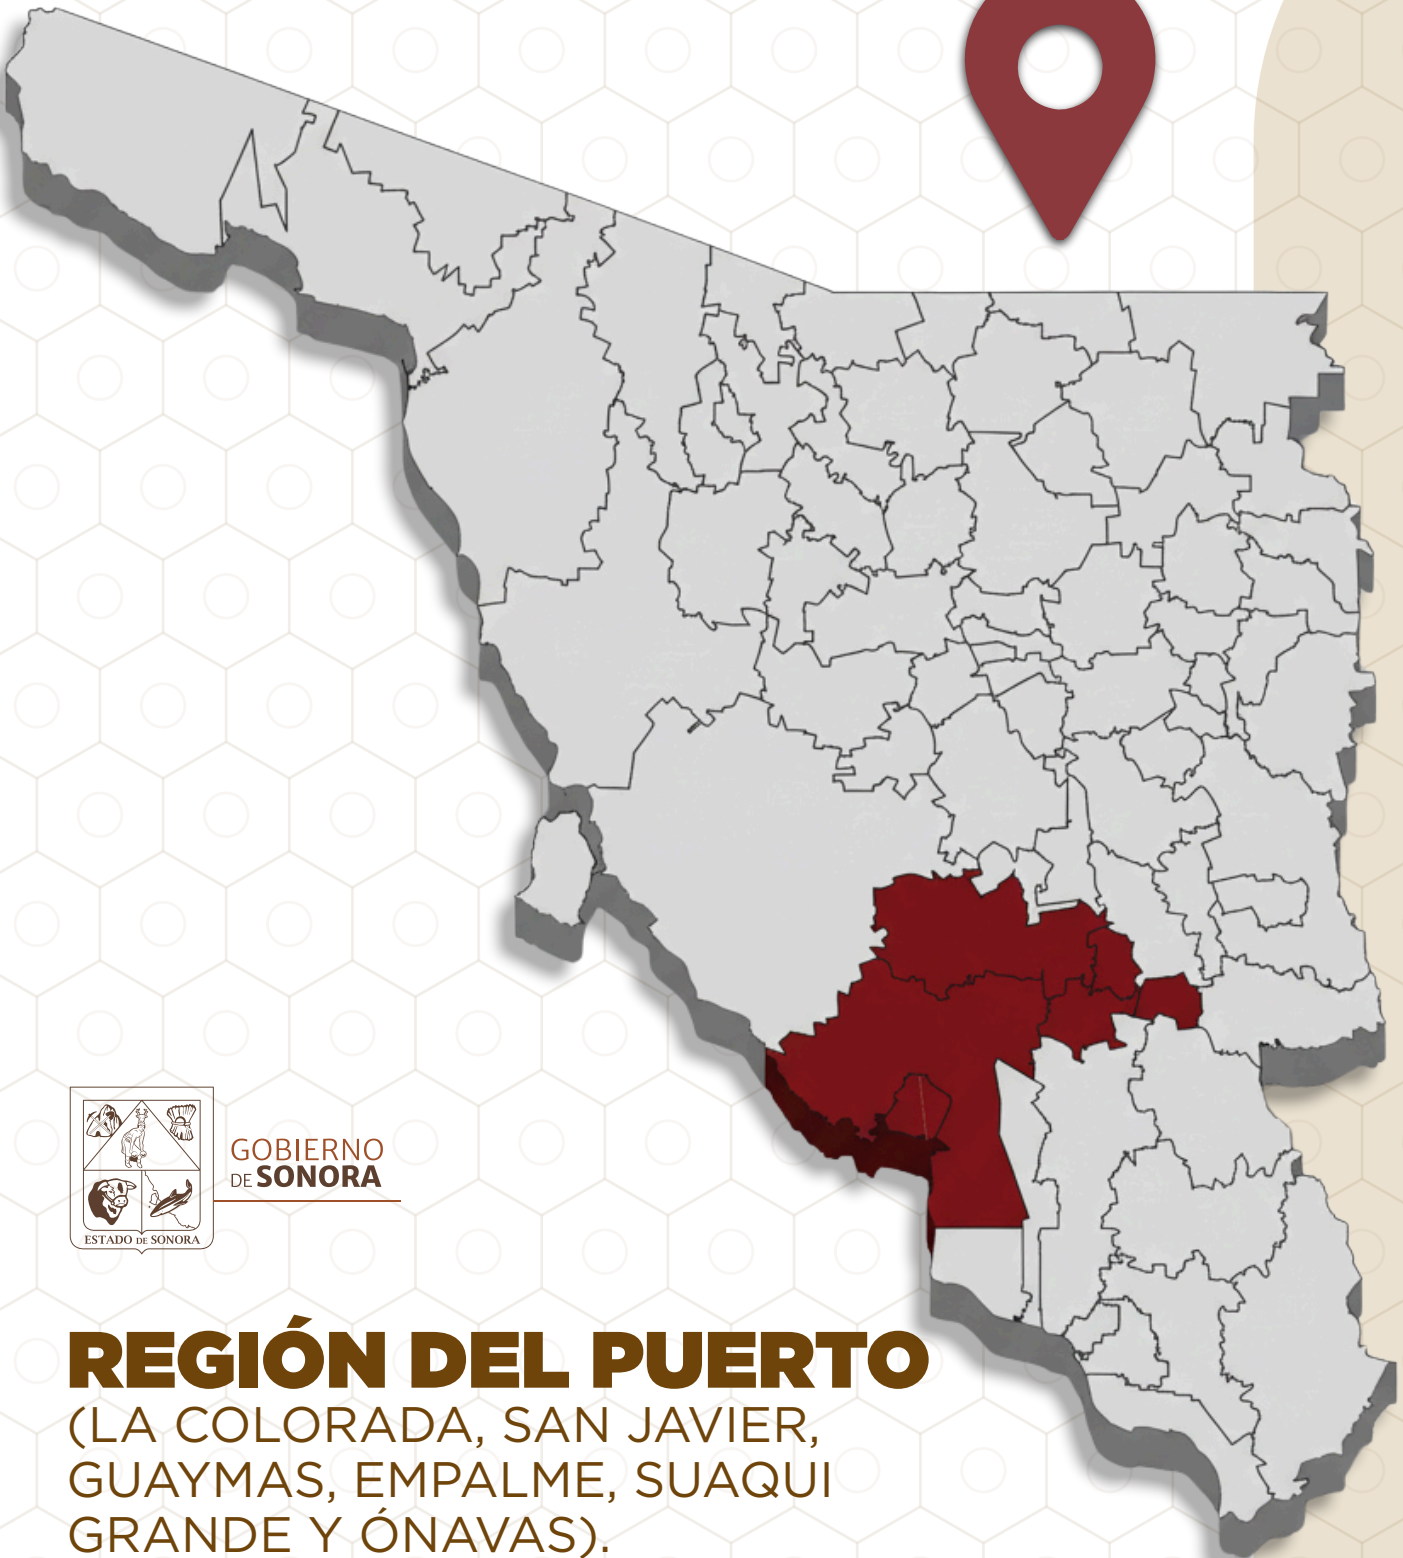 GOBIERNO
DE SONORA
ESTADO DE SONORA
REGIÓN DEL PUERTO
(LA COLORADA, SAN JAVIER,
GUAYMAS, EMPALME, SUAQUI
GRANDE Y ÓNAVAS).